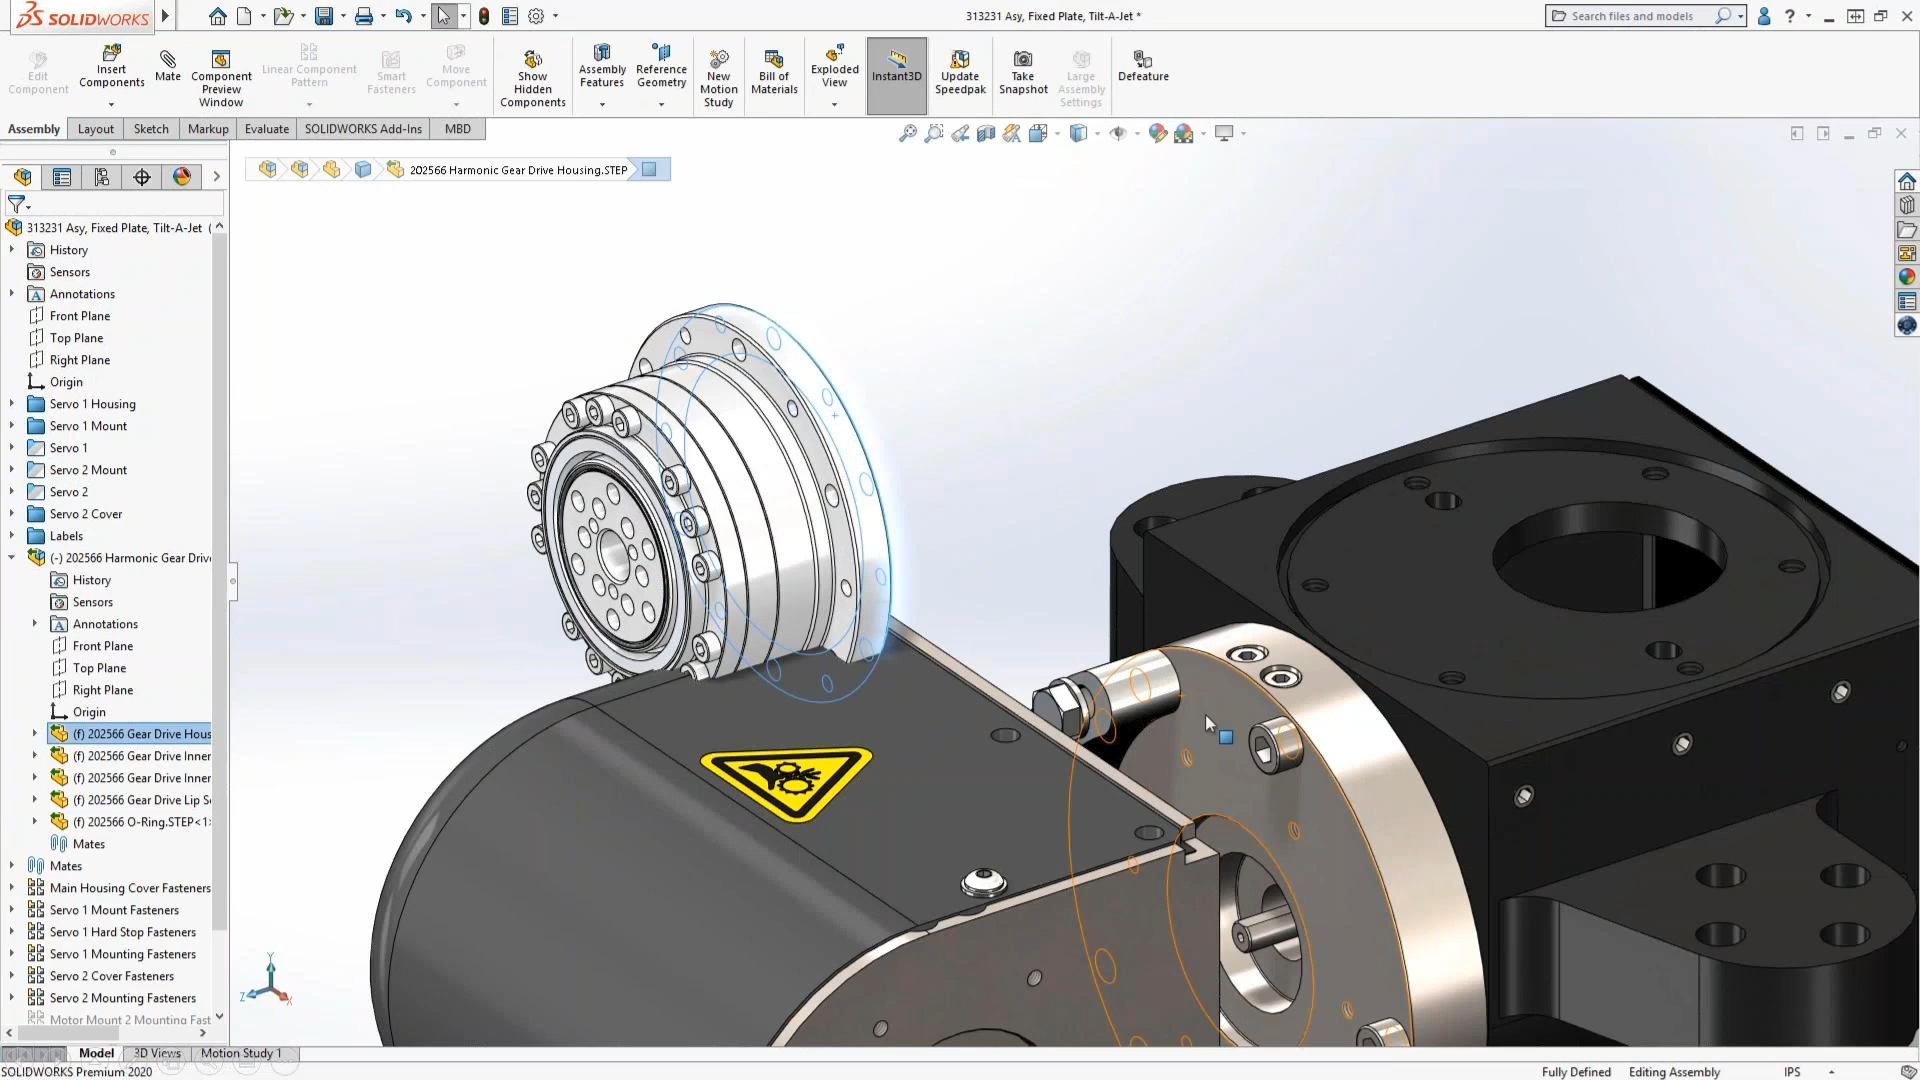 SOLIDWORKS
313231 Asy, Fixed Plate, Tilt-A-Jet *
Search files and models
?
Edit Component
Insert Components
Mate
Component Preview Window
Linear Component Pattern
Smart Fasteners
Move Component
Show Hidden Components
Assembly Features
Reference Geometry
New Motion Study
Bill of Materials
Exploded View
Instant3D
Update Speedpak
Take Snapshot
Large Assembly Settings
Defeature
Assembly
Layout
Sketch
Markup
Evaluate
SOLIDWORKS Add-Ins
MBD
202566 Harmonic Gear Drive Housing.STEP
313231 Asy, Fixed Plate, Tilt-A-Jet (
History
Sensors
Annotations
Front Plane
Top Plane
Right Plane
Origin
Servo 1 Housing
Servo 1 Mount
Servo 1
Servo 2 Mount
Servo 2
Servo 2 Cover
Labels
(-) 202566 Harmonic Gear Drive
History
Sensors
Annotations
Front Plane
Top Plane
Right Plane
Origin
(f) 202566 Gear Drive Hous
(f) 202566 Gear Drive Inner
(f) 202566 Gear Drive Inner
(f) 202566 Gear Drive Lip S
(f) 202566 O-Ring.STEP<1>
Mates
Mates
Main Housing Cover Fasteners
Servo 1 Mount Fasteners
Servo 1 Hard Stop Fasteners
Servo 1 Mounting Fasteners
Servo 2 Cover Fasteners
Servo 2 Mounting Fasteners
Motor Mount 2 Mounting Fast
Y
Z
X
Model
3D Views
Motion Study 1
SOLIDWORKS Premium 2020
Fully Defined
Editing Assembly
IPS